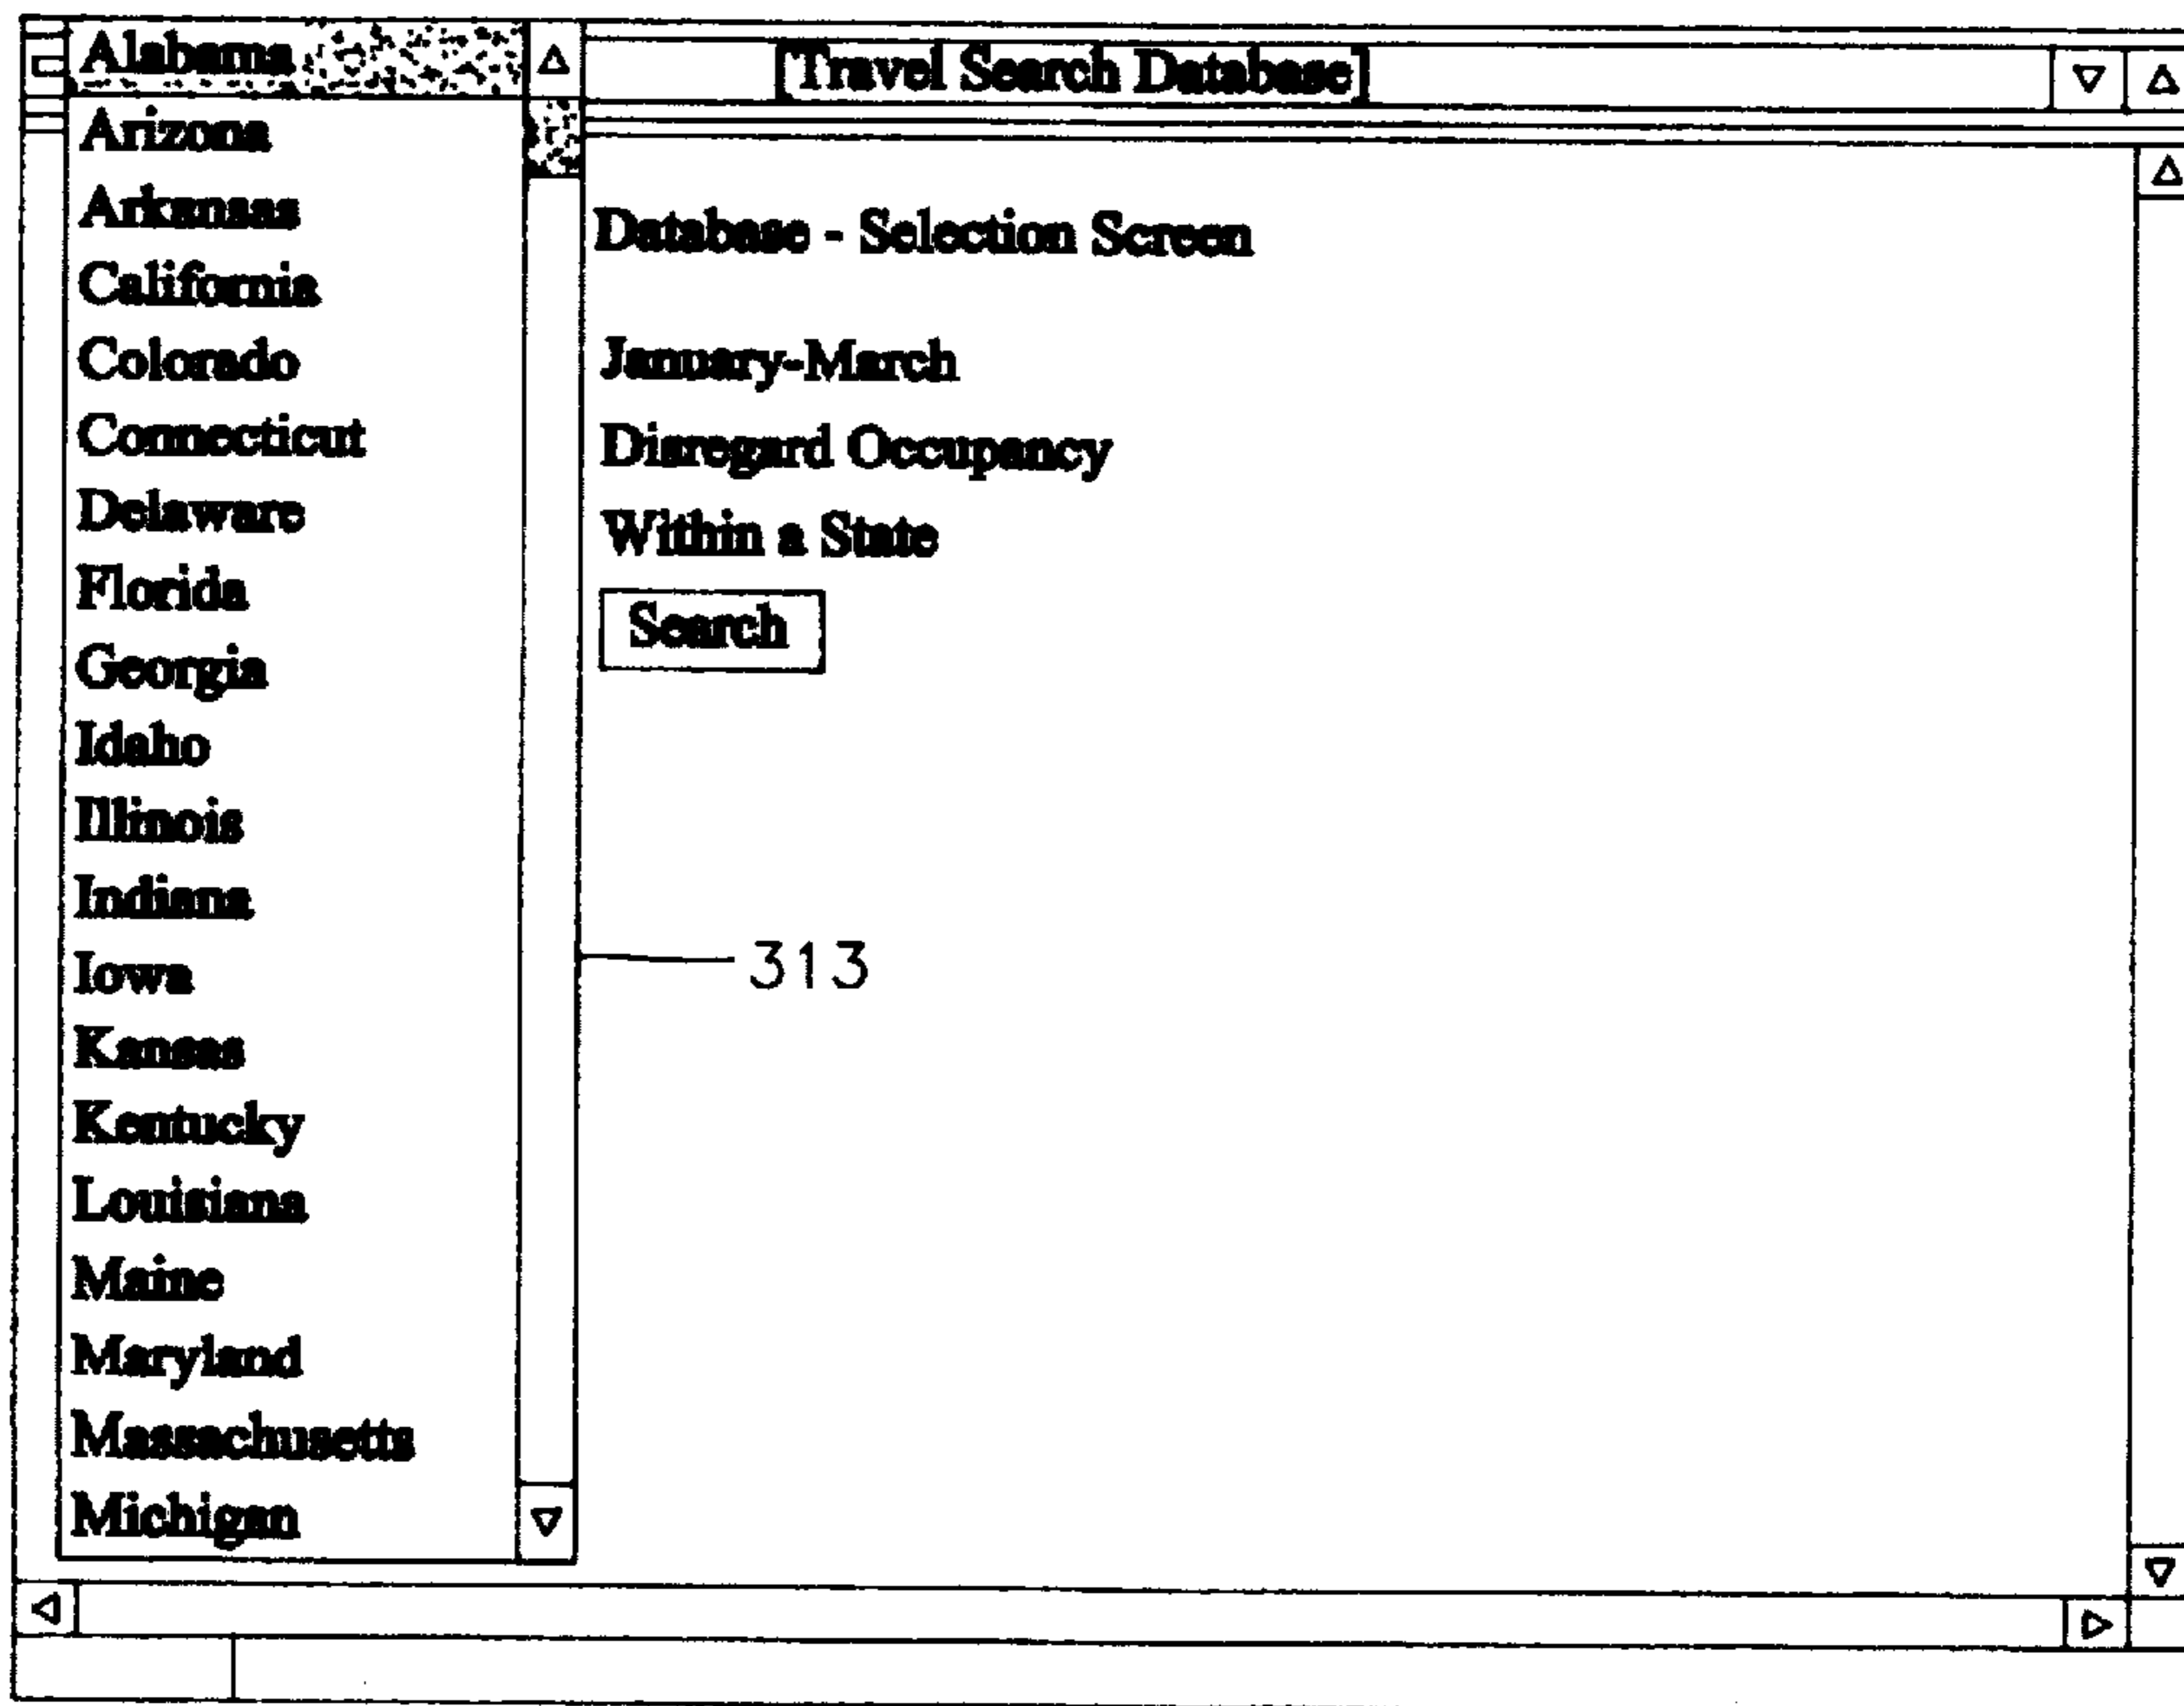 Alabama
Arizona
Arkansas
California
Colorado
Connecticut
Delaware
Florida
Georgia
Idaho
Illinois
Indiana
Iowa
Kansas
Kentucky
Louisiana
Maine
Maryland
Massachusetts
Michigan
Travel Search Database
Database - Selection Screen
January-March
Disregard Occupancy
Within a State
Search
313